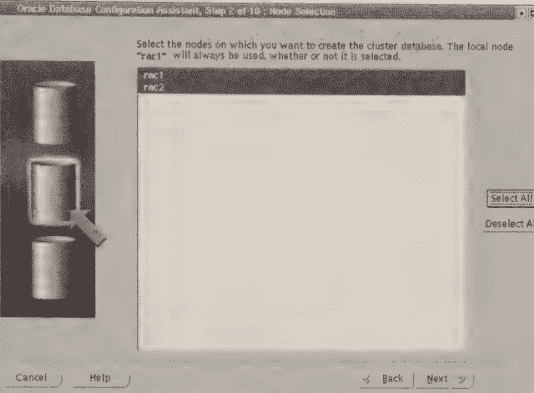 Oracle Database Configuration Assistant, Step 2 of 10 : Node Selection
Select the nodes on which you want to create the cluster database. The local node
"rac1" will always be used, whether or not it is selected.
rac1
rac2
Select All
Deselect Al
Cancel
Help
Back
Next